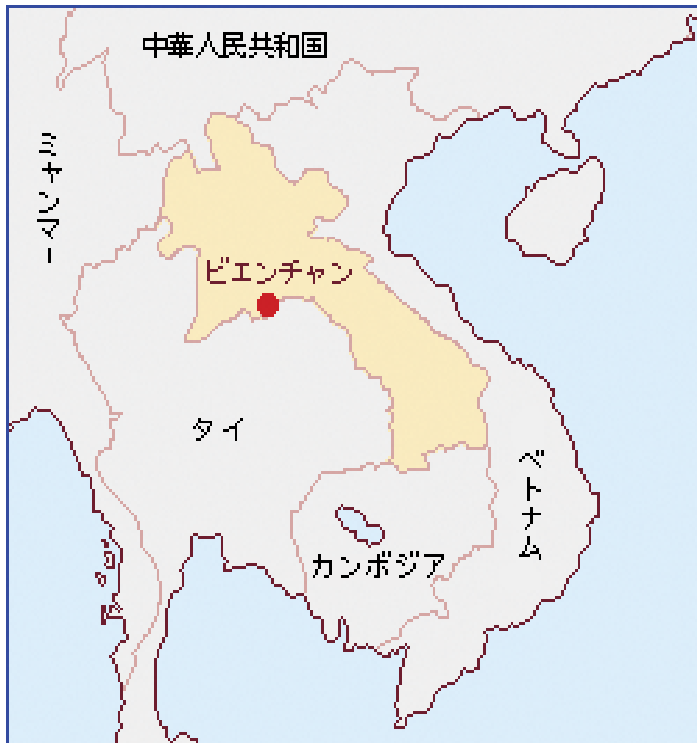 中華人民共和国
ミャンマー
ビエンチャン
タイ
ベトナム
カンボジア